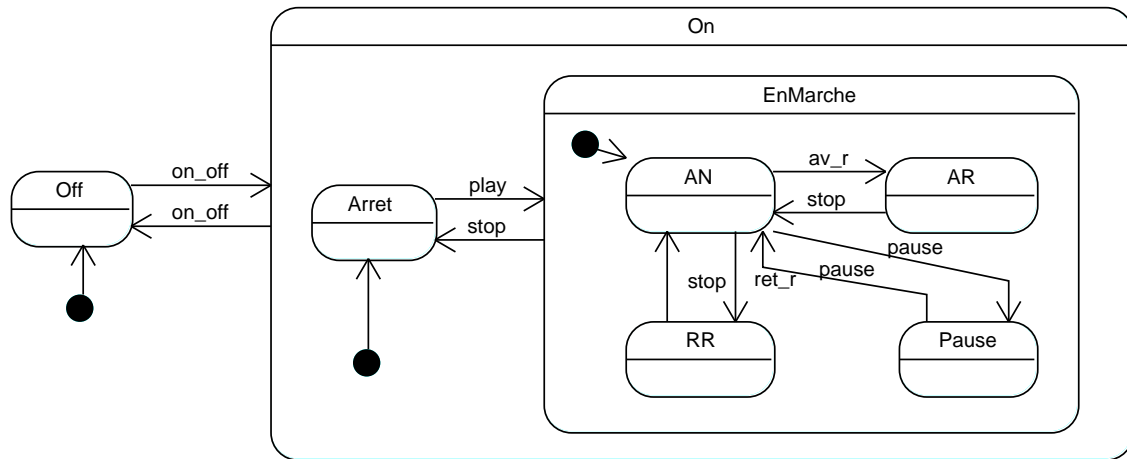 On
EnMarche
on_off
av_r
Off
AN
AR
play
Arret
on_off
stop
stop
pause
stop
ret_r
pause
RR
Pause